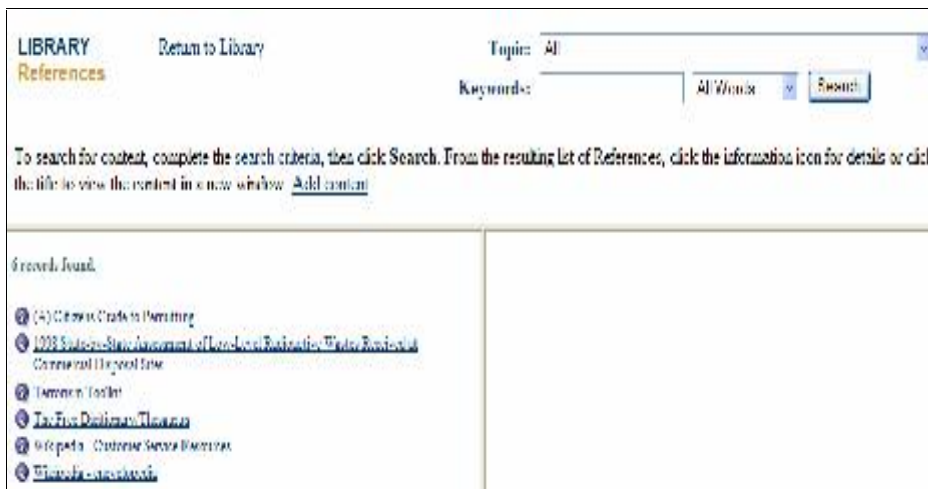 LIBRARY Return to Library Topic: All
References
Keywords: All Words Search
To search for content, complete the search criteria, then click Search. From the resulting list of References, click the information icon for details or click
the title to view the content in a new window. Add content
6 records found.
(A) Citizens Guide to Permitting
1998 State-by-State Assessment of Low-Level Radioactive Wastes Received at
Commercial Disposal Sites
Terrorism Toolkit
The Free Dictionary/Thesaurus
Wikipedia - Customer Service Resources
Wikipedia - encyclopedia